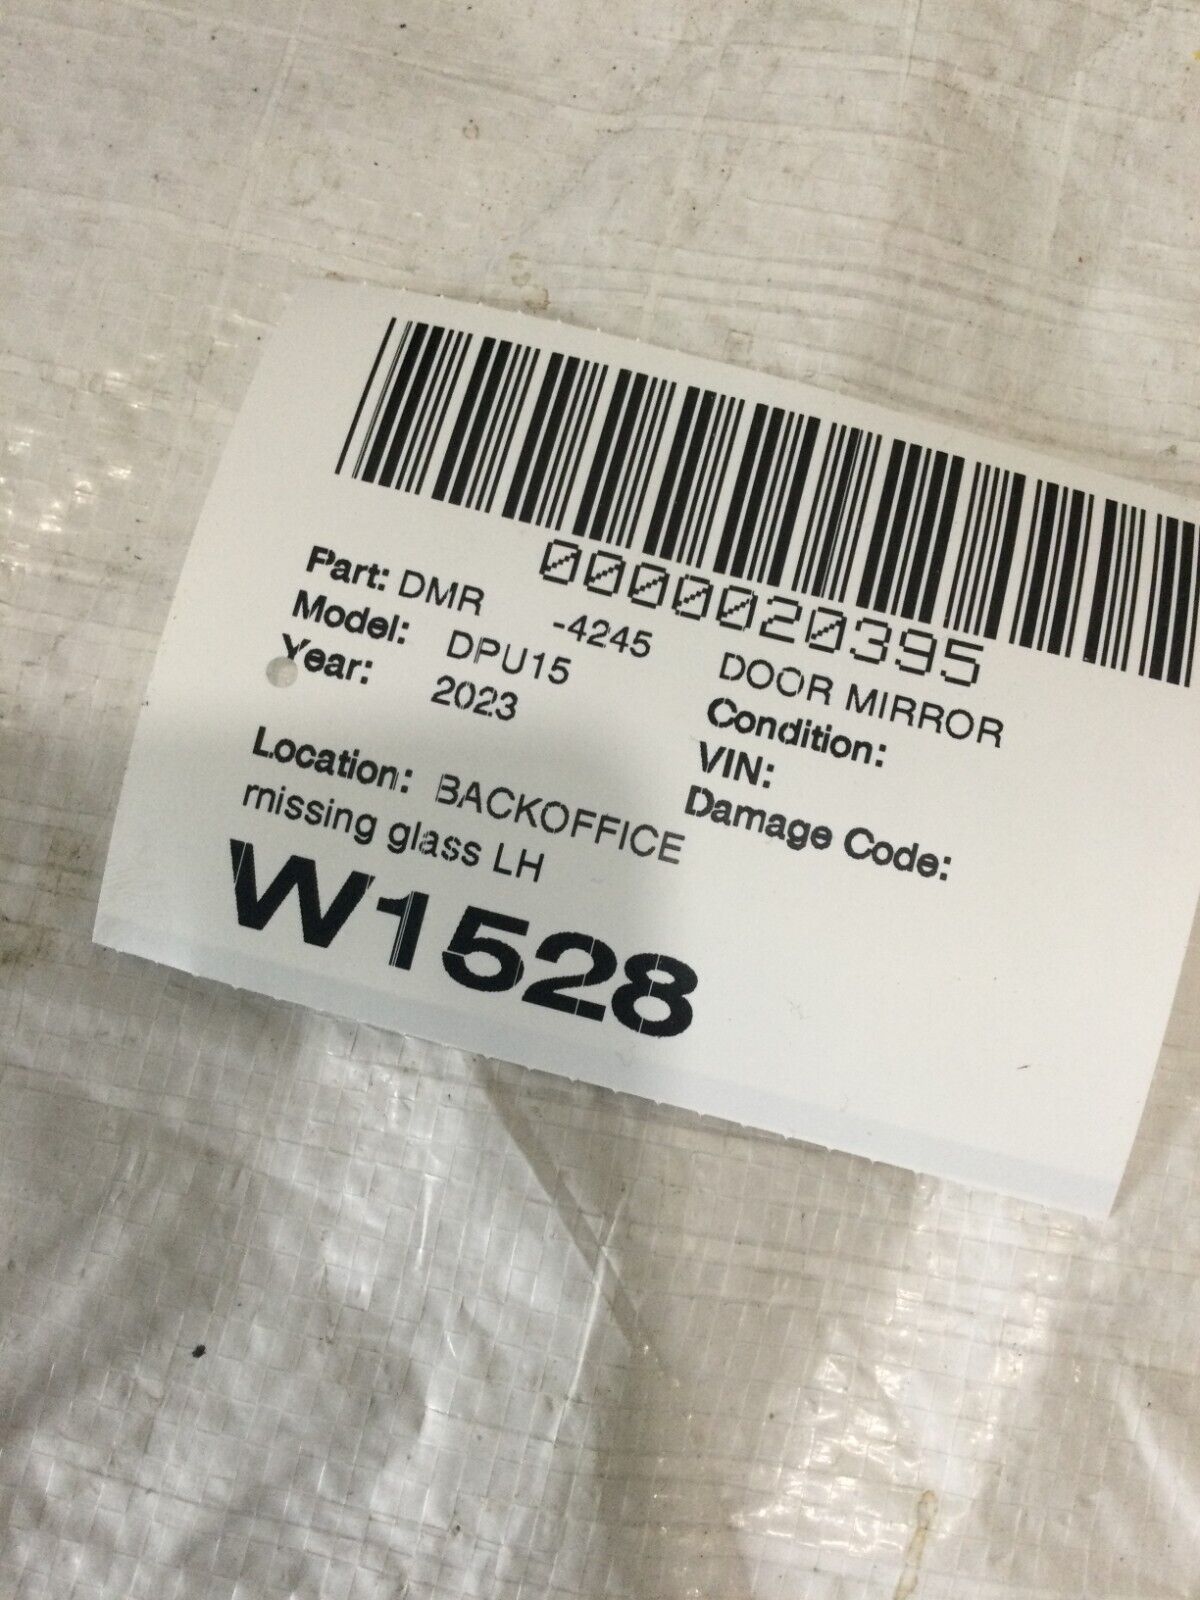 0000020395
Part: DMR -4245 DOOR MIRROR
Model: DPU15 Condition:
Year: 2023 VIN:
Damage Code:
Location: BACKOFFICE
missing glass LH
W1528